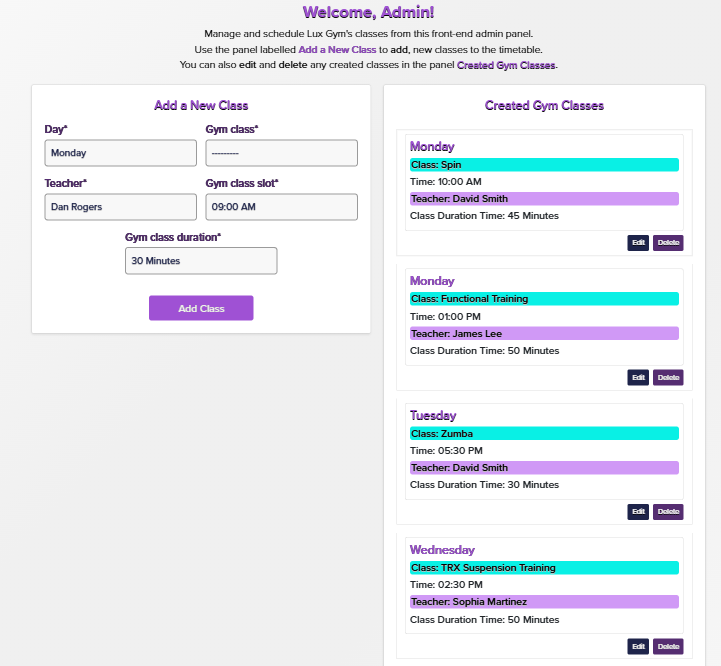 Welcome, Admin!
Manage and schedule Lux Gym's classes from this front-end admin panel.
Use the panel labelled Add a New Class to add, new classes to the timetable.
You can also edit and delete any created classes in the panel Created Gym Classes.
Add a New Class
Day*
Gym class*
Monday
---------
Teacher*
Gym class slot*
Dan Rogers
09:00 AM
Gym class duration*
30 Minutes
Add Class
Created Gym Classes
Monday
Class: Spin
Time: 10:00 AM
Teacher: David Smith
Class Duration Time: 45 Minutes
Edit Delete
Monday
Class: Functional Training
Time: 01:00 PM
Teacher: James Lee
Class Duration Time: 50 Minutes
Edit Delete
Tuesday
Class: Zumba
Time: 05:30 PM
Teacher: David Smith
Class Duration Time: 30 Minutes
Edit Delete
Wednesday
Class: TRX Suspension Training
Time: 02:30 PM
Teacher: Sophia Martinez
Class Duration Time: 50 Minutes
Edit Delete